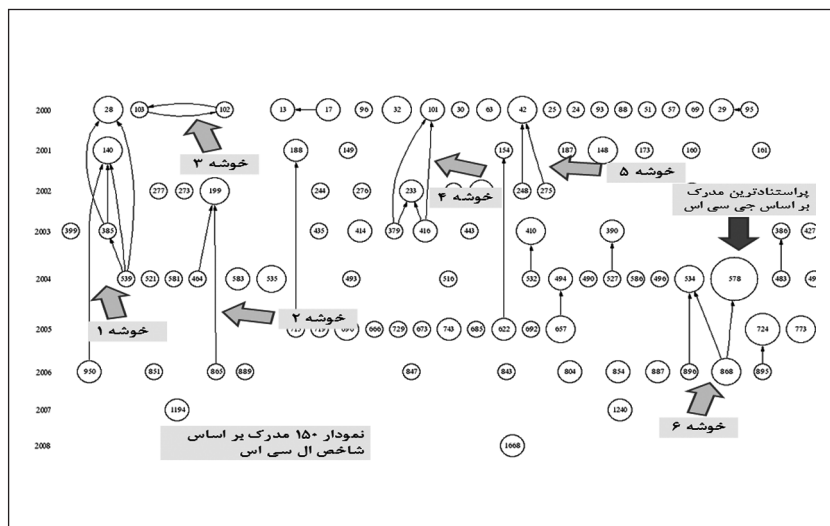 2000 28 103 102 13 17 96 32 101 30 63 42 25 24 93 88 51 57 69 29 95
2001 140 188 149 154 187 148 173 160 161
خوشه ۳
2002 277 273 199 244 276 233 248 275
خوشه ۴
خوشه ۵
پراستنادترین مدرک
بر اساس جی سی اس
2003 399 385 435 414 379 416 443 410 390 386 427
2004 539 521 581 464 583 535 493 516 532 494 490 527 586 496 534 578 483
خوشه ۱
خوشه ۲
2005 666 729 673 743 685 622 692 657 724 773
2006 950 851 865 889 847 843 804 854 887 896 868 895
2007 1194 1240
خوشه ۶
نمودار ۱۵۰ مدرک بر اساس
شاخص ال سی اس
2008 1668